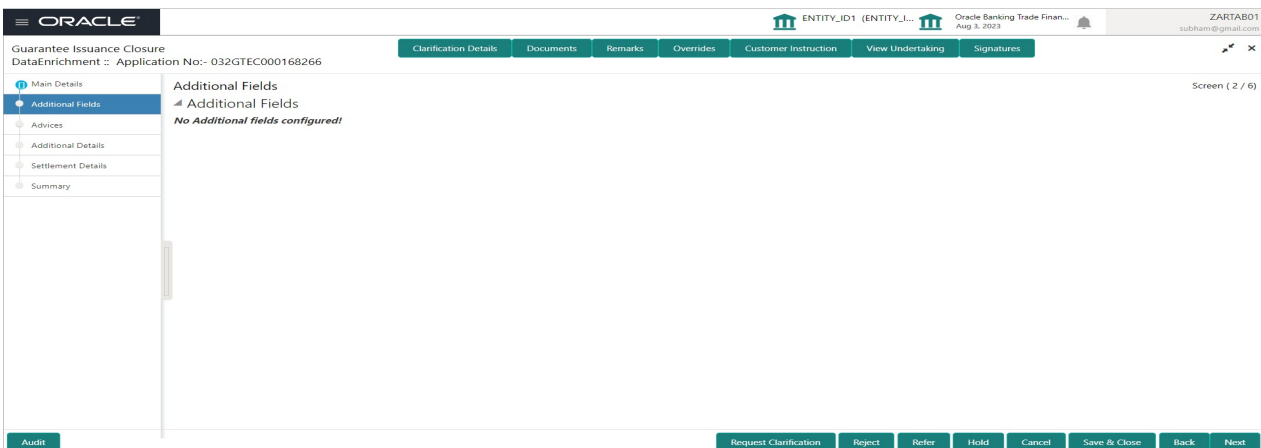 ORACLE
ENTITY_ID1 (ENTITY_I...
Oracle Banking Trade Finan...
Aug 3, 2023
ZARTAB01
subham@gmail.com
Guarantee Issuance Closure
DataEnrichment :: Application No:- 032GTEC000168266
Clarification Details
Documents
Remarks
Overrides
Customer Instruction
View Undertaking
Signatures
Main Details
Additional Fields
Advices
Additional Details
Settlement Details
Summary
Additional Fields
Screen ( 2 / 6)
Additional Fields
No Additional fields configured!
Audit
Request Clarification
Reject
Refer
Hold
Cancel
Save & Close
Back
Next